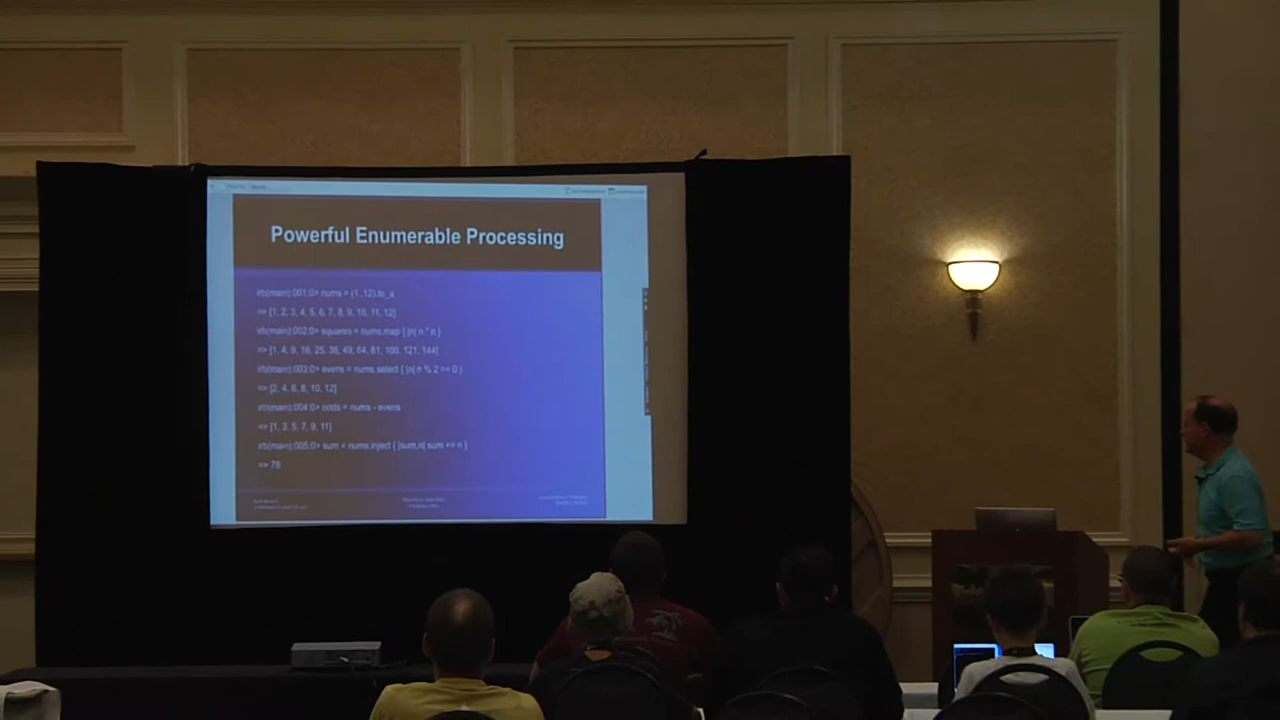 Powerful Enumerable Processing
irb(main):001:0> nums = (1..12).to_a
=> [1, 2, 3, 4, 5, 6, 7, 8, 9, 10, 11, 12]
irb(main):002:0> squares = nums.map { |n| n * n }
=> [1, 4, 9, 16, 25, 36, 49, 64, 81, 100, 121, 144]
irb(main):003:0> evens = nums.select { |n| n % 2 == 0 }
=> [2, 4, 6, 8, 10, 12]
irb(main):004:0> odds = nums - evens
=> [1, 3, 5, 7, 9, 11]
irb(main):005:0> sum = nums.inject { |sum,n| sum += n }
=> 78